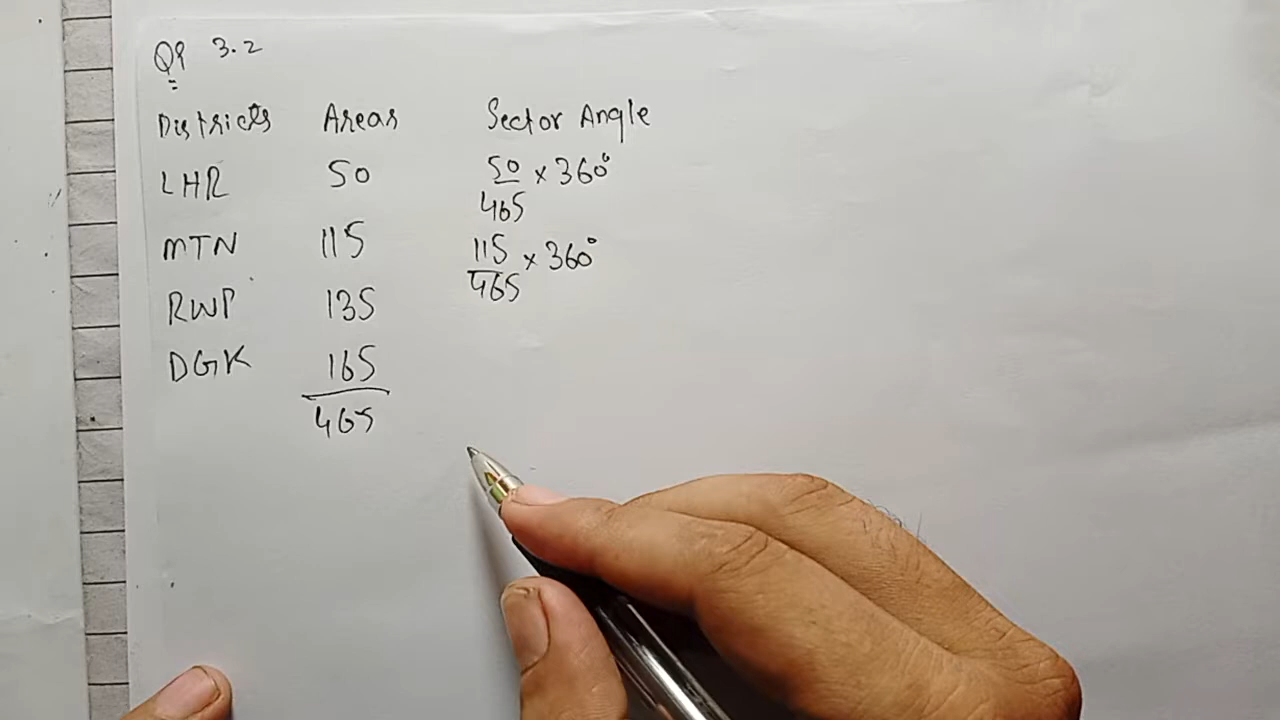 Q9 3.2
Districts Areas Sector Angle
LHR 50 50/465 × 360°
MTN 115 115/465 × 360°
RWP 135
DGK 165
465